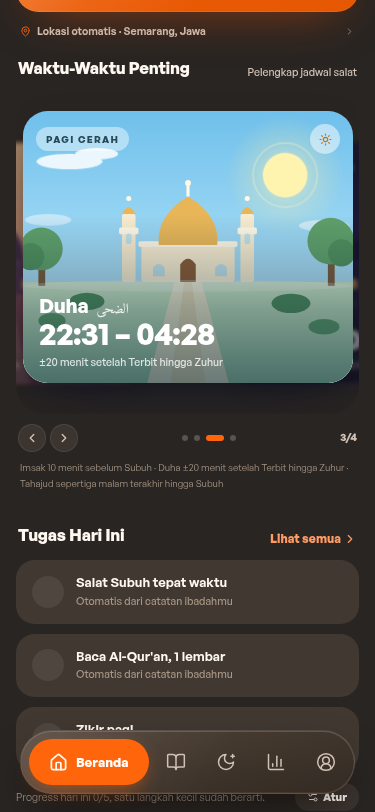 Lokasi otomatis · Semarang, Jawa
Waktu-Waktu Penting
Pelengkap jadwal salat
PAGI CERAH
Duha الضحى
22:31 – 04:28
±20 menit setelah Terbit hingga Zuhur
3/4
Imsak 10 menit sebelum Subuh · Duha ±20 menit setelah Terbit hingga Zuhur ·
Tahajud sepertiga malam terakhir hingga Subuh
Tugas Hari Ini
Lihat semua
Salat Subuh tepat waktu
Otomatis dari catatan ibadahmu
Baca Al-Qur'an, 1 lembar
Otomatis dari catatan ibadahmu
Zikir pagi
Beranda
Progress hari ini 0/5, satu langkah kecil sudah berarti.
Atur